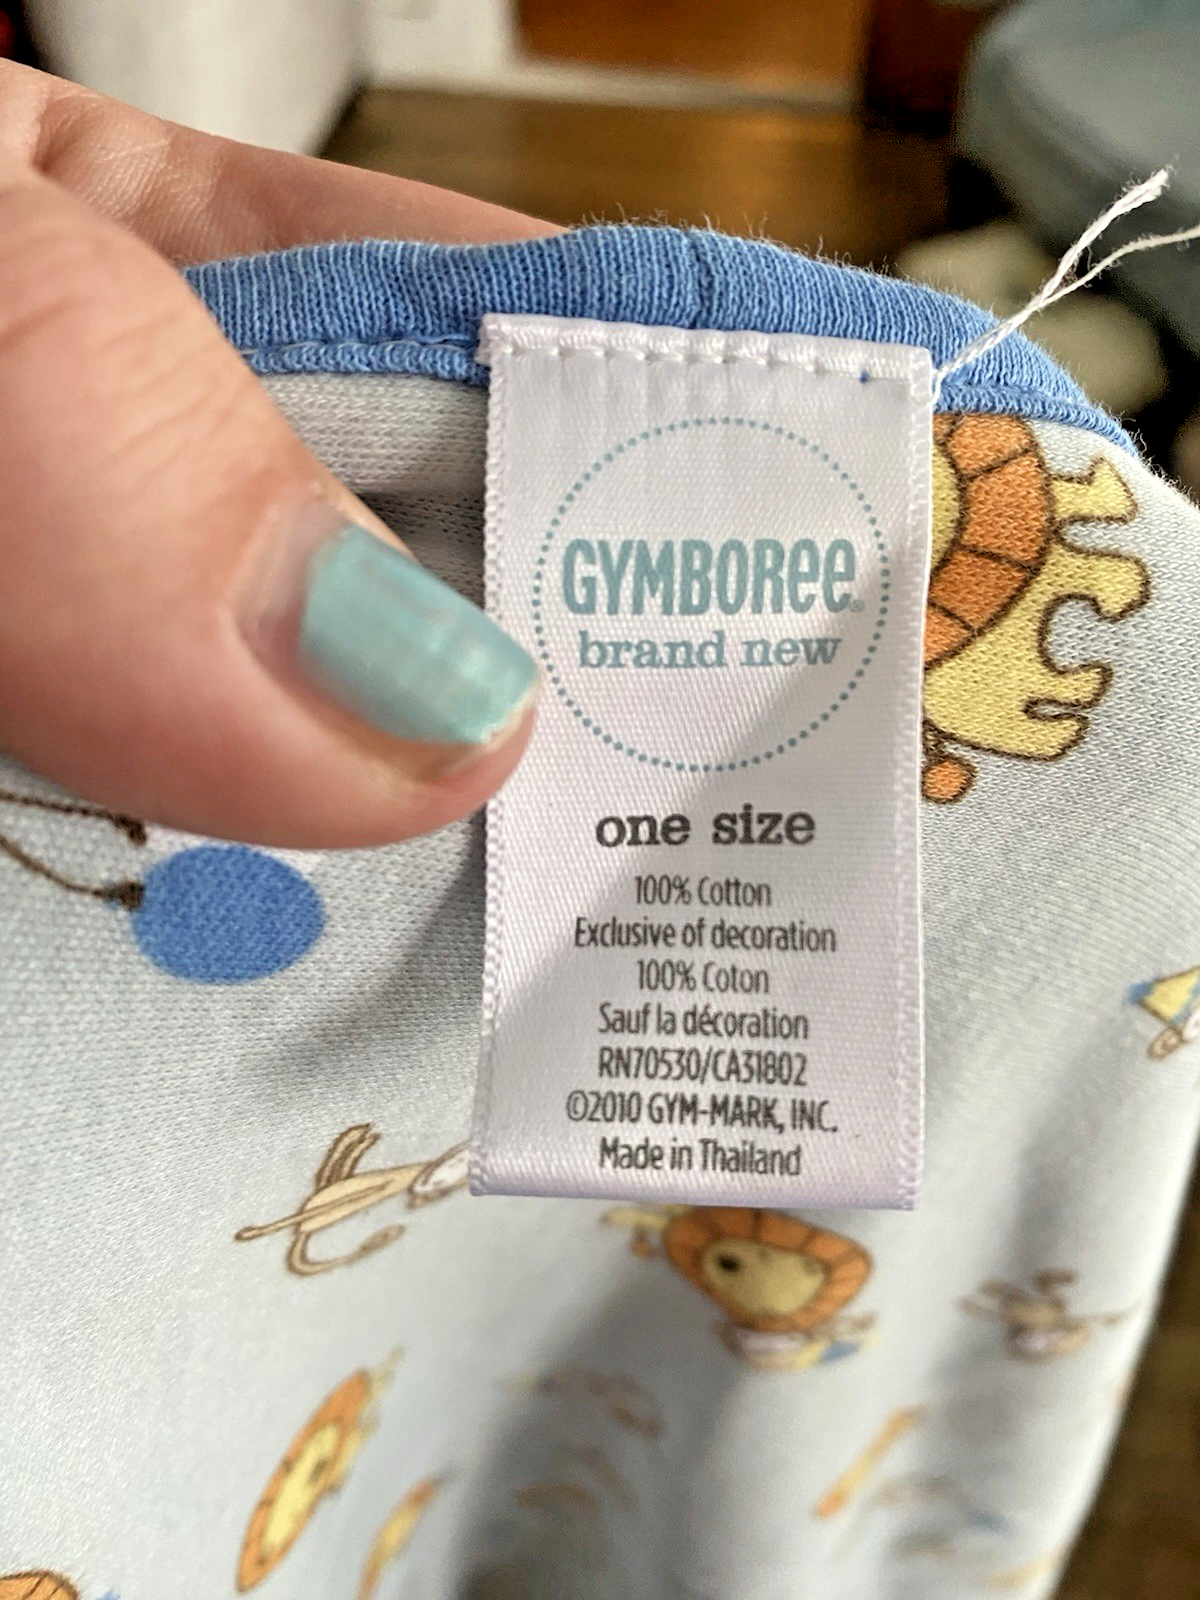 GYMBOREE®
brand new
one size
100% Cotton
Exclusive of decoration
100% Coton
Sauf la décoration
RN70530/CA31802
©2010 GYM-MARK, INC.
Made in Thailand